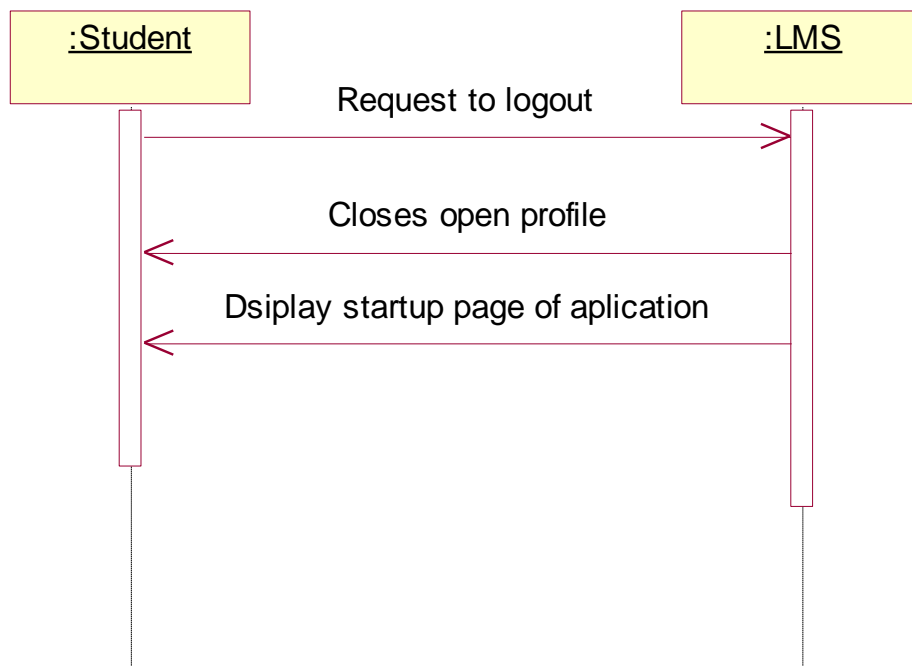 :Student
:LMS
Request to logout
Closes open profile
Dsiplay startup page of aplication